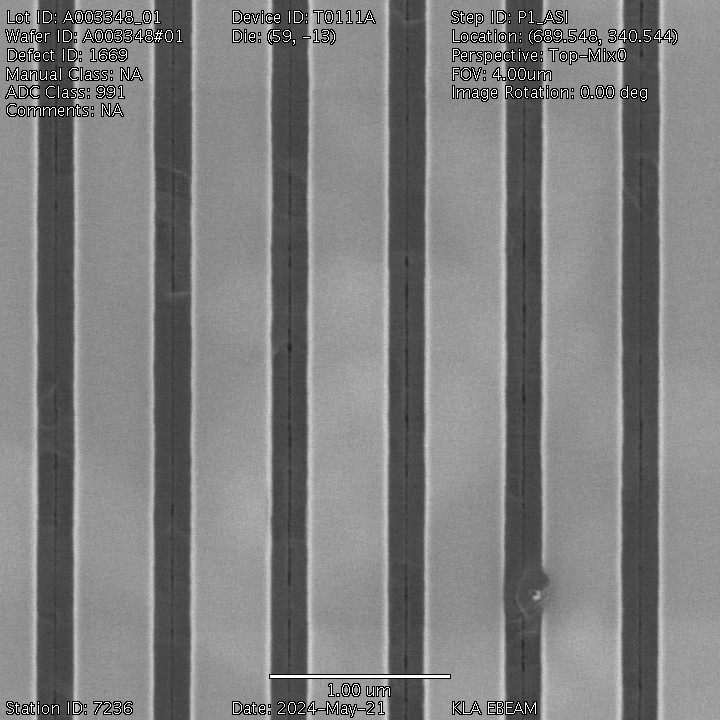 Lot ID: A003348_01
Wafer ID: A003348#01
Defect ID: 1669
Manual Class: NA
ADC Class: 991
Comments: NA
Device ID: T0111A
Die: (59, -13)
Step ID: P1_ASI
Location: (689.548, 340.544)
Perspective: Top-Mix0
FOV: 4.00um
Image Rotation: 0.00 deg
1.00 um
Station ID: 7236
Date: 2024-May-21
KLA EBEAM